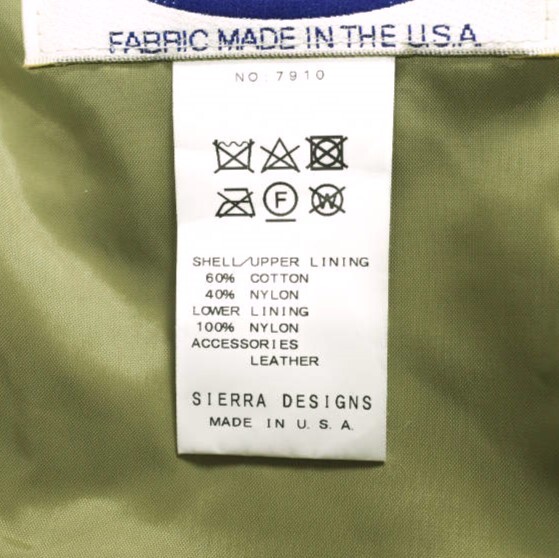 FABRIC MADE IN THE U.S.A
NO. 7910
F
W
SHELL/UPPER LINING
60% COTTON
40% NYLON
LOWER LINING
100% NYLON
ACCESSORIES
LEATHER
SIERRA DESIGNS
MADE IN U. S. A.